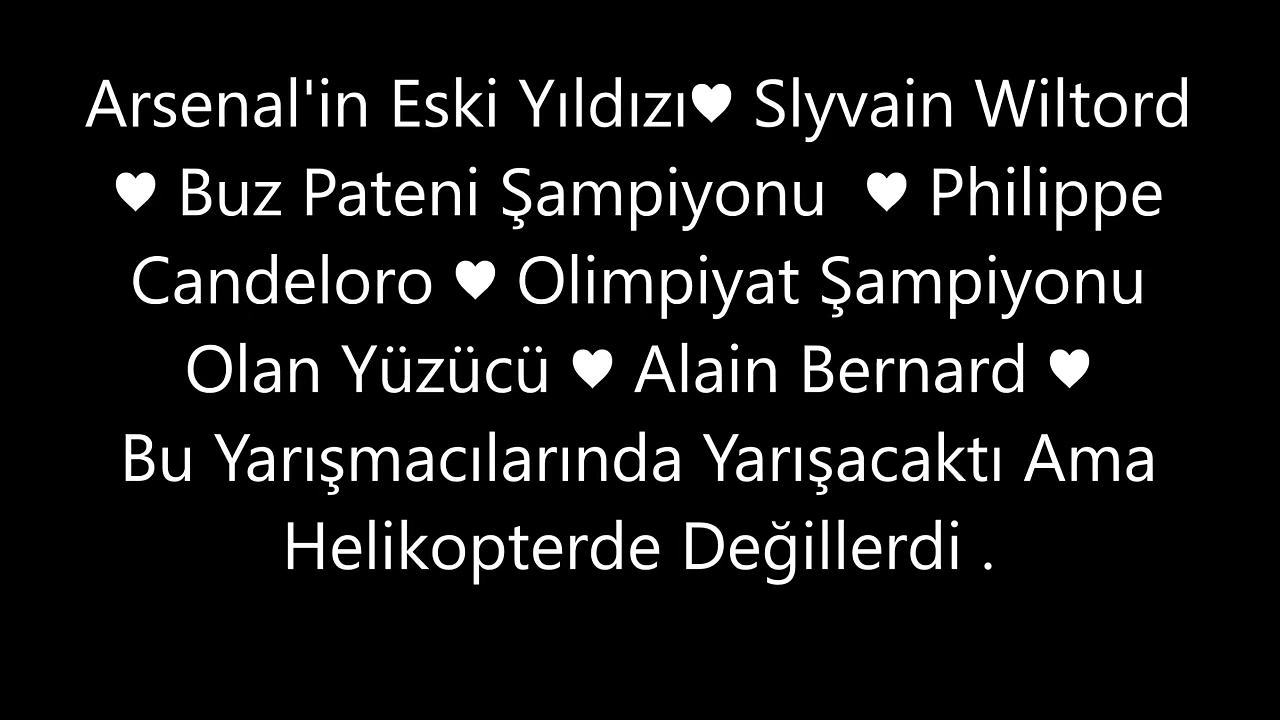 Arsenal'in Eski Yıldızı♥ Slyvain Wiltord
♥ Buz Pateni Şampiyonu ♥ Philippe
Candeloro ♥ Olimpiyat Şampiyonu
Olan Yüzücü ♥ Alain Bernard ♥
Bu Yarışmacılarında Yarışacaktı Ama
Helikopterde Değillerdi .